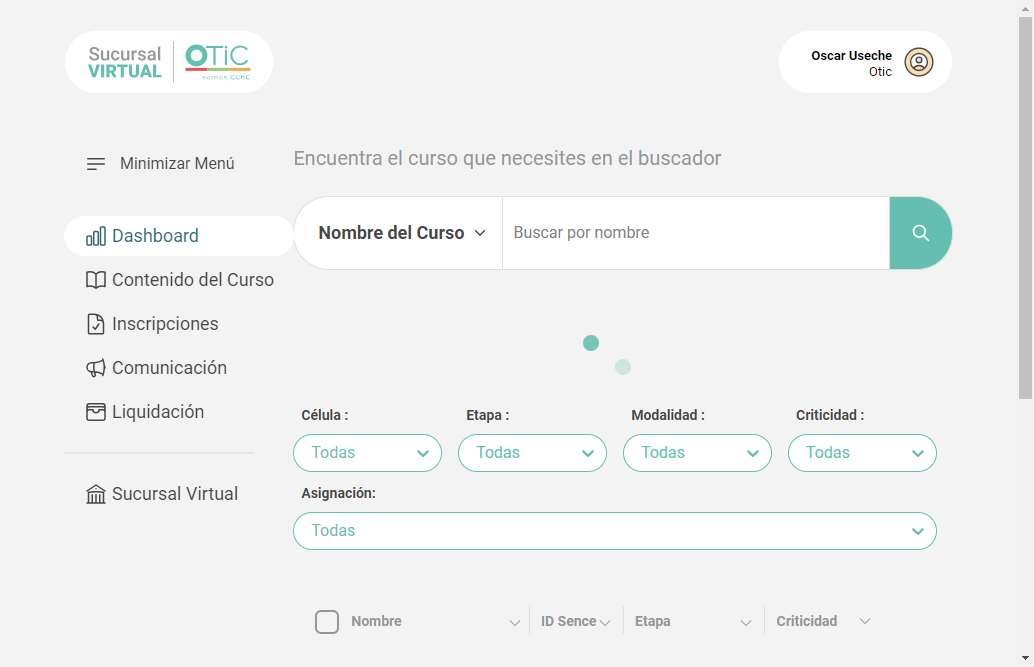 Sucursal
VIRTUAL
OTiC
somos CChC
Oscar Useche
Otic
Minimizar Menú
Encuentra el curso que necesites en el buscador
Nombre del Curso
Buscar por nombre
Dashboard
Contenido del Curso
Inscripciones
Comunicación
Liquidación
Sucursal Virtual
Célula :
Etapa :
Modalidad :
Criticidad :
Todas
Todas
Todas
Todas
Asignación:
Todas
Nombre
ID Sence
Etapa
Criticidad